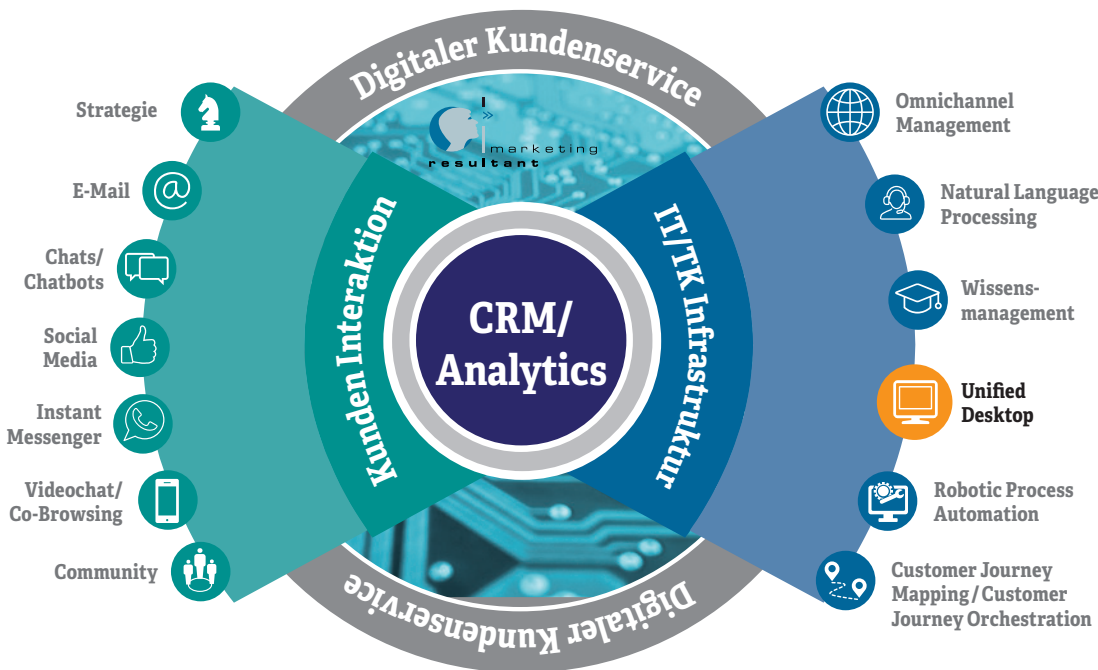 Digitaler Kundenservice
marketing
resultant
Strategie
E-Mail
Chats/
Chatbots
Social
Media
Instant
Messenger
Videochat/
Co-Browsing
Community
Kunden Interaktion
CRM/
Analytics
IT/TK Infrastruktur
Omnichannel
Management
Natural Language
Processing
Wissens-
management
Unified
Desktop
Robotic Process
Automation
Customer Journey
Mapping / Customer
Journey Orchestration
Digitaler Kundenservice